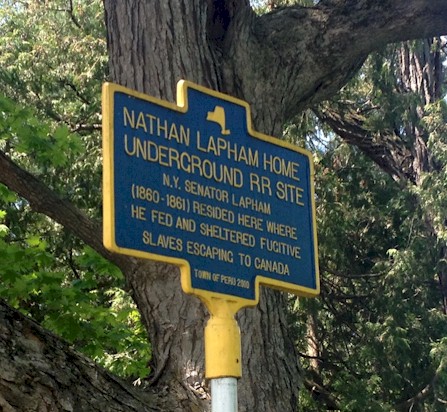 NATHAN LAPHAM HOME
UNDERGROUND RR SITE
N.Y. SENATOR LAPHAM
(1860-1861) RESIDED HERE WHERE
HE FED AND SHELTERED FUGITIVE
SLAVES ESCAPING TO CANADA
TOWN OF PERU 2000